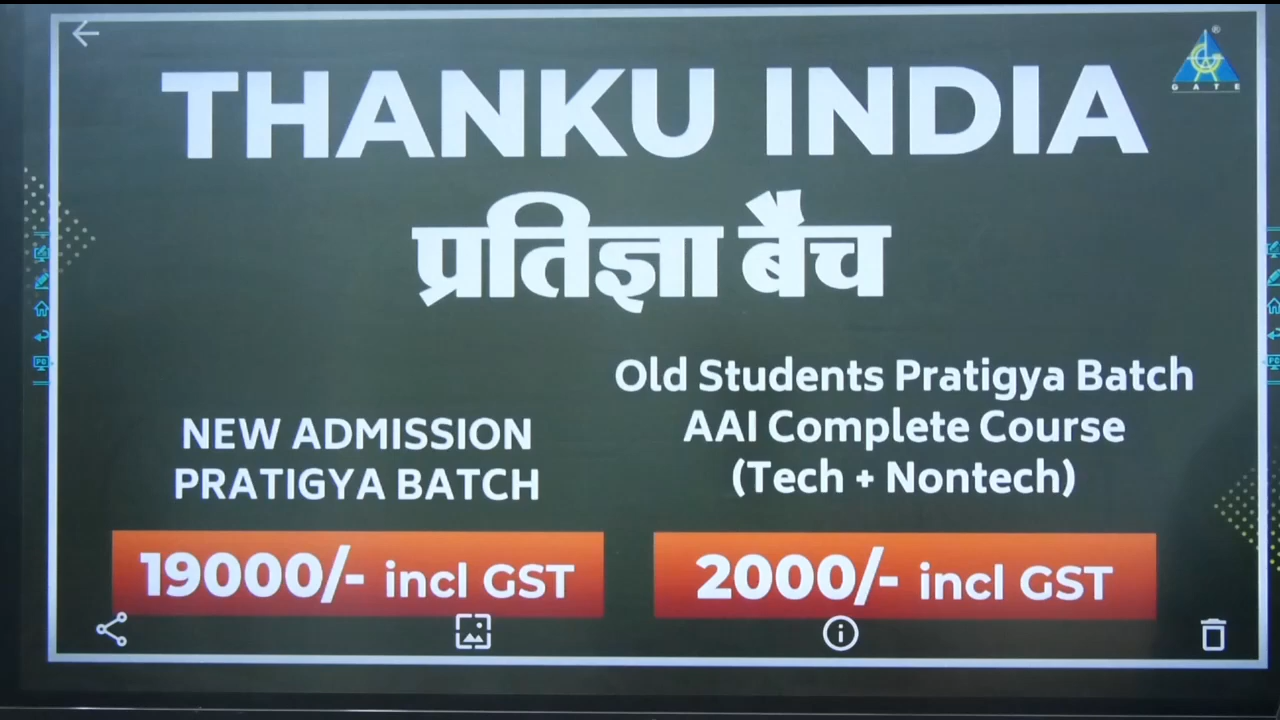 THANKU INDIA
प्रतिज्ञा बैच
NEW ADMISSION
PRATIGYA BATCH
19000/- incl GST
Old Students Pratigya Batch
AAI Complete Course
(Tech + Nontech)
2000/- incl GST
GATE